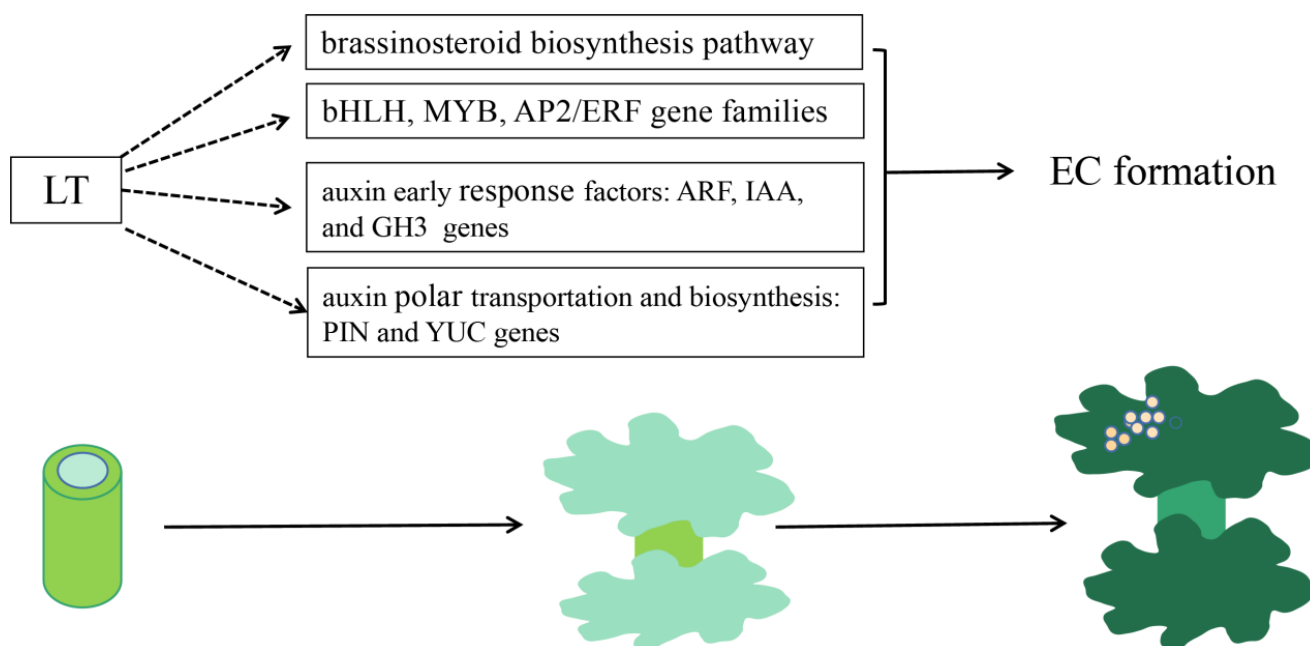 brassinosteroid biosynthesis pathway
bHLH, MYB, AP2/ERF gene families
LT
auxin early response factors: ARF, IAA,
and GH3 genes
auxin polar transportation and biosynthesis:
PIN and YUC genes
EC formation